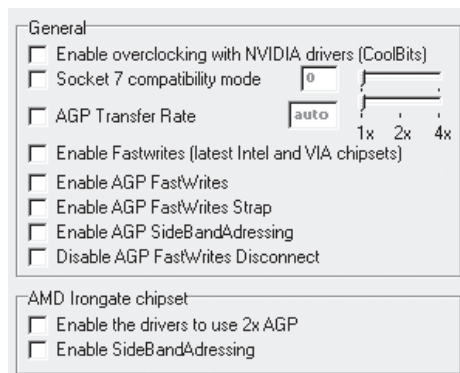 General
Enable overclocking with NVIDIA drivers (CoolBits)
Socket 7 compatibility mode 0
AGP Transfer Rate auto
1x 2x 4x
Enable Fastwrites (latest Intel and VIA chipsets)
Enable AGP FastWrites
Enable AGP FastWrites Strap
Enable AGP SideBandAdressing
Disable AGP FastWrites Disconnect
AMD Irongate chipset
Enable the drivers to use 2x AGP
Enable SideBandAdressing